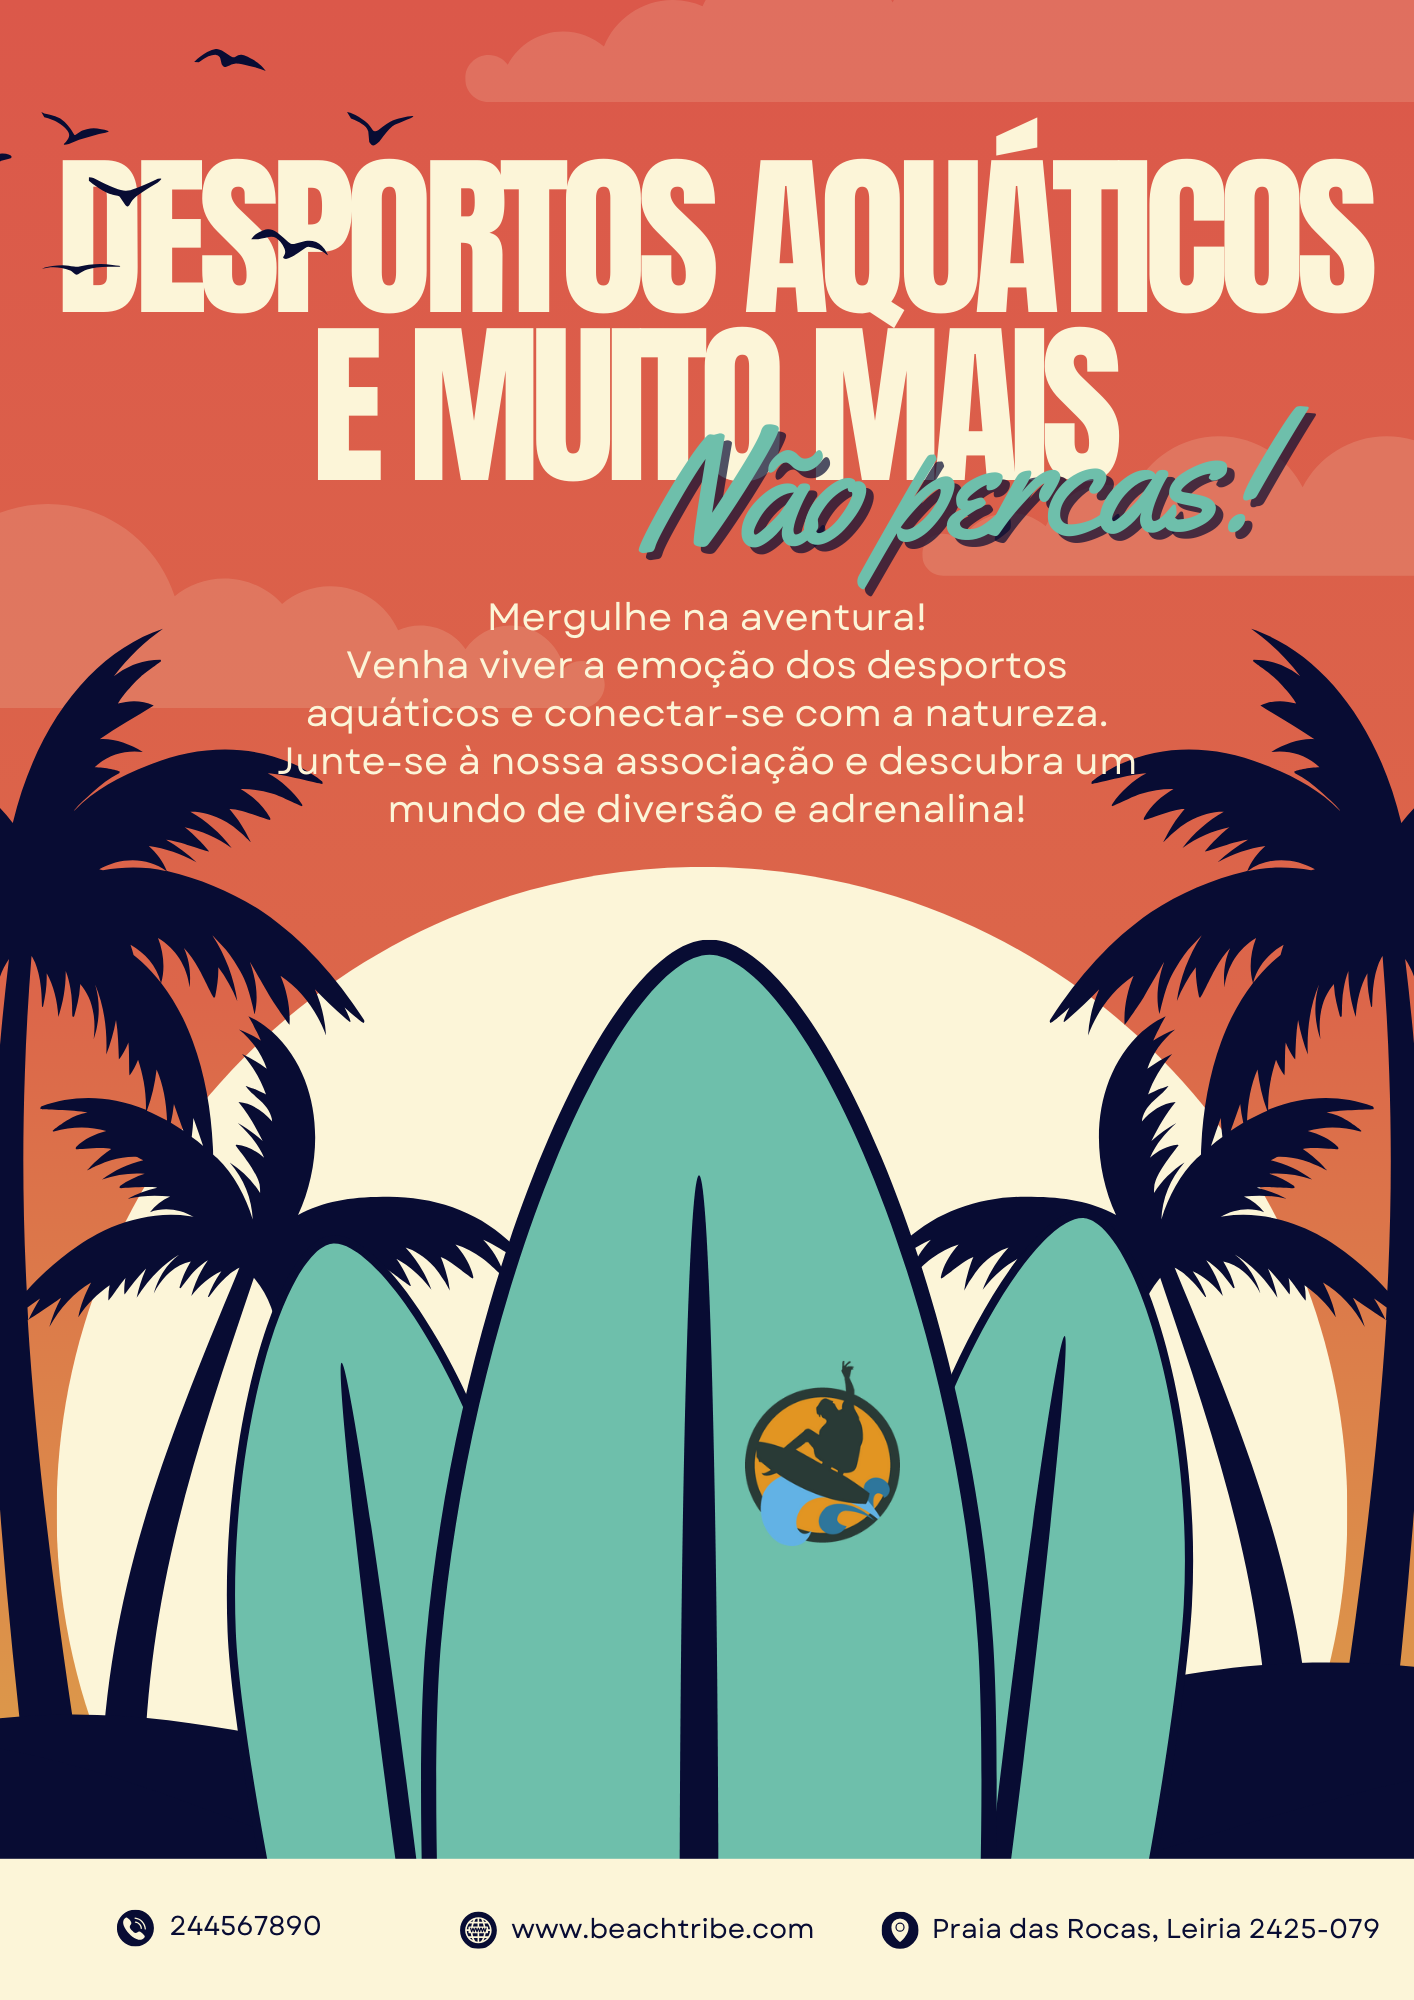 DESPORTOS AQUÁTICOS
E MUITO MAIS
Não percas!
Mergulhe na aventura!
Venha viver a emoção dos desportos
aquáticos e conectar-se com a natureza.
Junte-se à nossa associação e descubra um
mundo de diversão e adrenalina!
244567890
www.beachtribe.com
Praia das Rocas, Leiria 2425-079